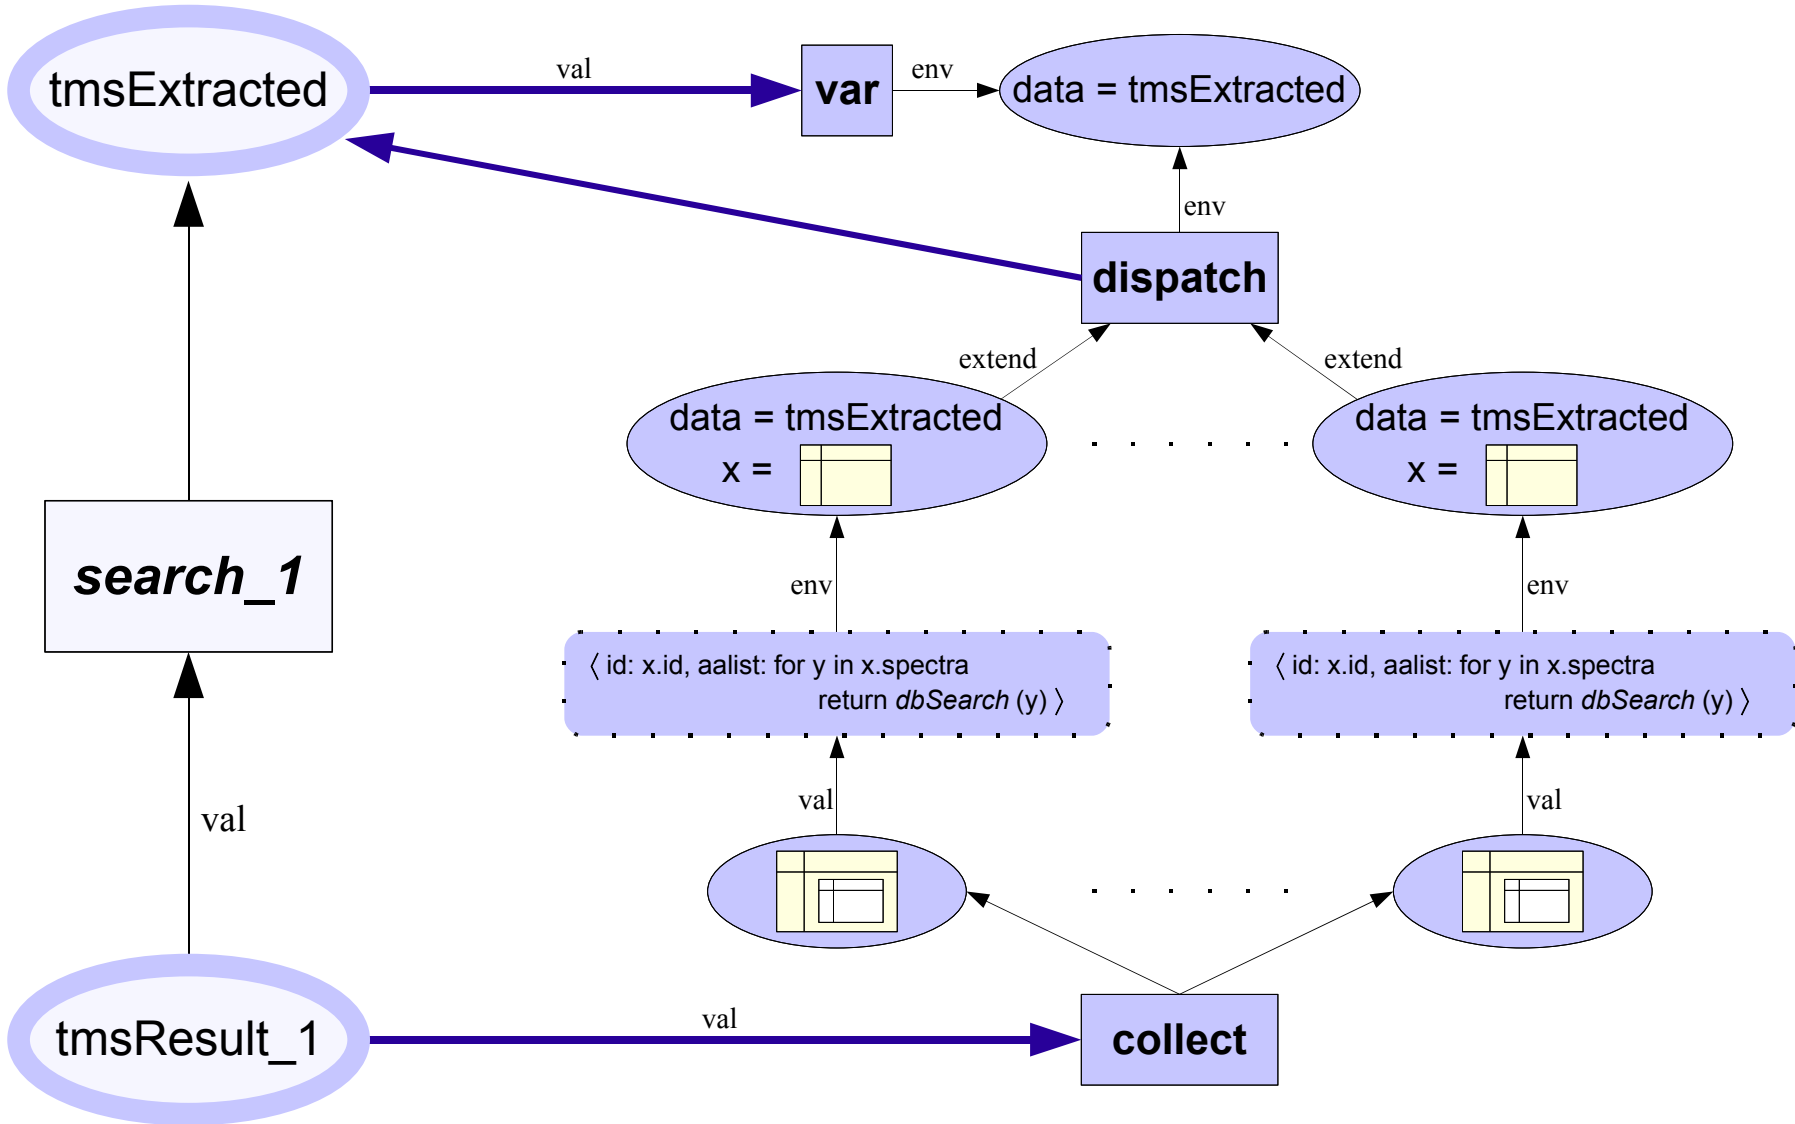 tmsExtracted
val
var
env
data = tmsExtracted
env
dispatch
extend
extend
data = tmsExtracted
x =
data = tmsExtracted
x =
search_1
env
env
〈 id: x.id, aalist: for y in x.spectra
return dbSearch (y) 〉
〈 id: x.id, aalist: for y in x.spectra
return dbSearch (y) 〉
val
val
val
tmsResult_1
val
collect